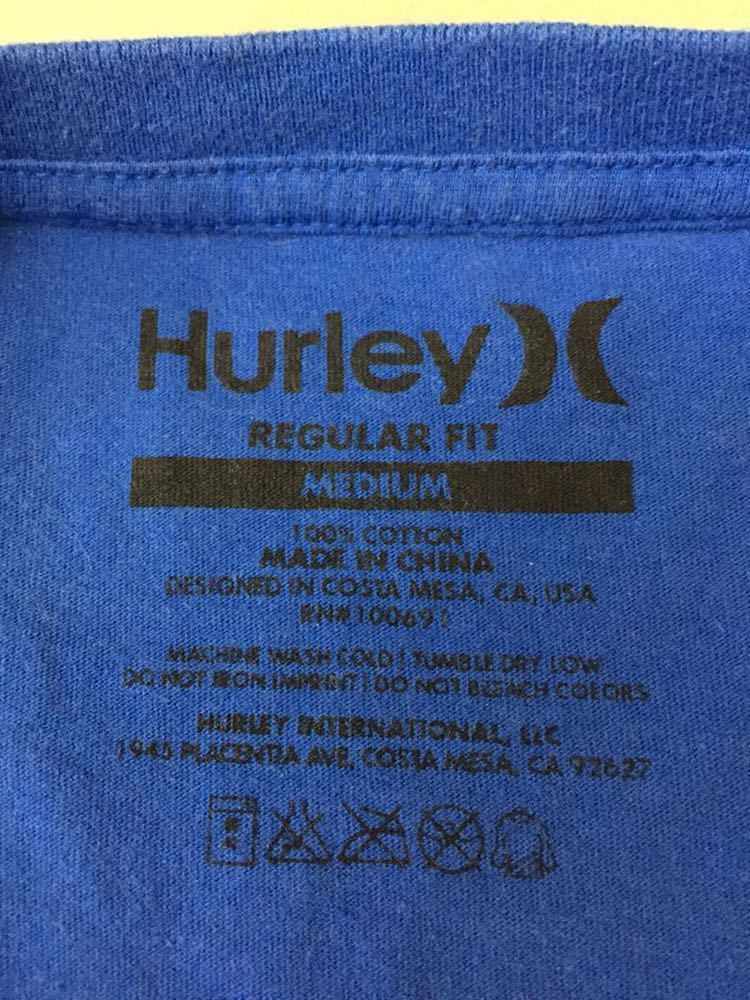 Hurley
REGULAR FIT
MEDIUM
100% COTTON
MADE IN CHINA
DESIGNED IN COSTA MESA, CA, USA
RN#100691
MACHINE WASH COLD | TUMBLE DRY LOW
DO NOT IRON IMPRINT | DO NOT BLEACH COLORS
HURLEY INTERNATIONAL, LLC
1945 PLACENTIA AVE, COSTA MESA, CA 92627